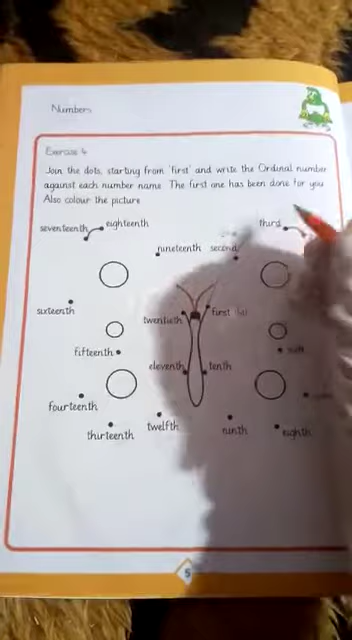 Numbers
Exercise 4
Join the dots, starting from 'first' and write the Ordinal number
against each number name. The first one has been done for you
Also colour the picture
seventeenth eighteenth third
nineteenth second
sixteenth
twentieth first 1st
fifteenth
eleventh tenth
fourteenth
thirteenth twelfth ninth eighth
5